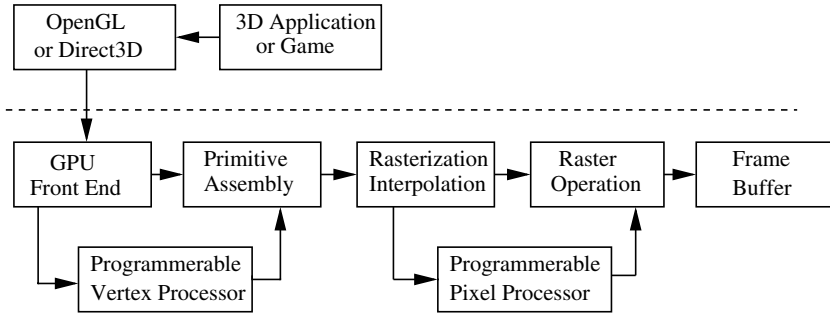 OpenGL
or Direct3D
3D Application
or Game
GPU
Front End
Primitive
Assembly
Rasterization
Interpolation
Raster
Operation
Frame
Buffer
Programmerable
Vertex Processor
Programmerable
Pixel Processor